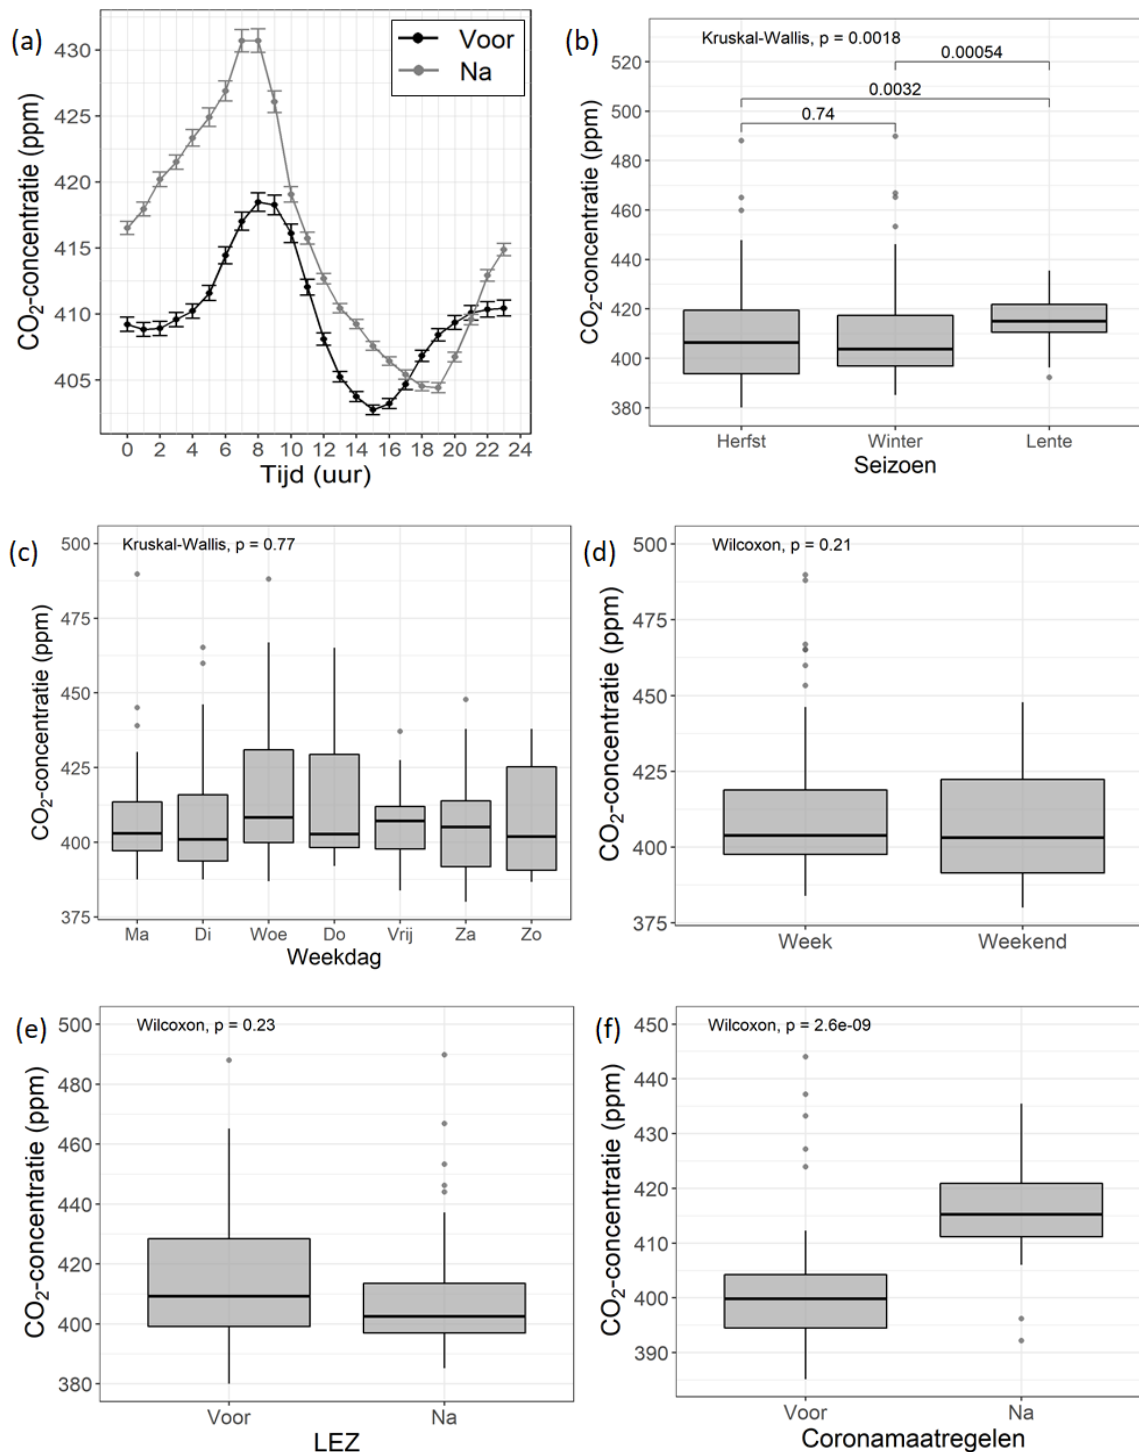 (a)
CO₂-concentratie (ppm)
430
425
420
415
410
405
0 2 4 6 8 10 12 14 16 18 20 22 24
Tijd (uur)
Voor
Na
(b)
Kruskal-Wallis, p = 0.0018
0.00054
0.0032
0.74
CO₂-concentratie (ppm)
520
500
480
460
440
420
400
380
Herfst Winter Lente
Seizoen
(c)
Kruskal-Wallis, p = 0.77
CO₂-concentratie (ppm)
500
475
450
425
400
375
Ma Di Woe Do Vrij Za Zo
Weekdag
(d)
Wilcoxon, p = 0.21
CO₂-concentratie (ppm)
500
475
450
425
400
375
Week Weekend
(e)
Wilcoxon, p = 0.23
CO₂-concentratie (ppm)
500
480
460
440
420
400
380
Voor Na
LEZ
(f)
Wilcoxon, p = 2.6e-09
CO₂-concentratie (ppm)
450
440
430
420
410
400
390
Voor Na
Coronamaatregelen